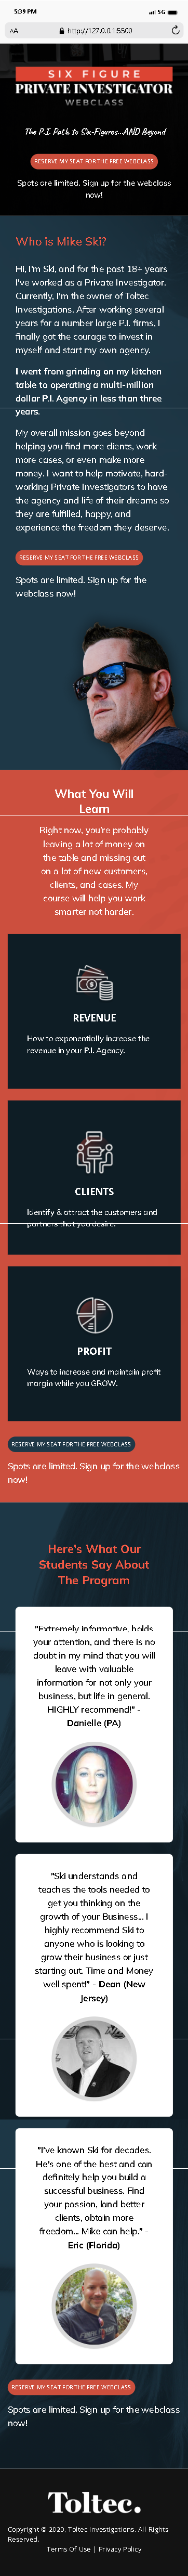 5:39 PM
5G
AA
http://127.0.0.1:5500
SIX FIGURE
PRIVATE INVESTIGATOR
WEBCLASS
The P.I. Path to Six-Figures...AND Beyond
RESERVE MY SEAT FOR THE FREE WEBCLASS
Spots are limited. Sign up for the webclass
now!
Who is Mike Ski?
Hi, I'm Ski, and for the past 18+ years
I've worked as a Private Investigator.
Currently, I'm the owner of Toltec
Investigations. After working several
years for a number large P.I. firms, I
finally got the courage to invest in
myself and start my own agency.
I went from grinding on my kitchen
table to operating a multi-million
dollar P.I. Agency in less than three
years.
My overall mission goes beyond
helping you find more clients, work
more cases, or even make more
money. I want to help motivate, hard-
working Private Investigators to have
the agency and life of their dreams so
they are fulfilled, happy, and
experience the freedom they deserve.
RESERVE MY SEAT FOR THE FREE WEBCLASS
Spots are limited. Sign up for the
webclass now!
What You Will
Learn
Right now, you're probably
leaving a lot of money on
the table and missing out
on a lot of new customers,
clients, and cases. My
course will help you work
smarter not harder.
REVENUE
How to exponentially increase the
revenue in your P.I. Agency.
CLIENTS
Identify & attract the customers and
partners that you desire.
PROFIT
Ways to increase and maintain profit
margin while you GROW.
RESERVE MY SEAT FOR THE FREE WEBCLASS
Spots are limited. Sign up for the webclass
now!
Here's What Our
Students Say About
The Program
"Extremely informative, holds
your attention, and there is no
doubt in my mind that you will
leave with valuable
information for not only your
business, but life in general.
HIGHLY recommend!" -
Danielle (PA)
"Ski understands and
teaches the tools needed to
get you thinking on the
growth of your Business... I
highly recommend Ski to
anyone who is looking to
grow their business or just
starting out. Time and Money
well spent!" - Dean (New
Jersey)
"I've known Ski for decades.
He's one of the best and can
definitely help you build a
successful business. Find
your passion, land better
clients, obtain more
freedom... Mike can help." -
Eric (Florida)
RESERVE MY SEAT FOR THE FREE WEBCLASS
Spots are limited. Sign up for the webclass
now!
Toltec.
Copyright © 2020, Toltec Investigations. All Rights
Reserved.
Terms Of Use | Privacy Policy